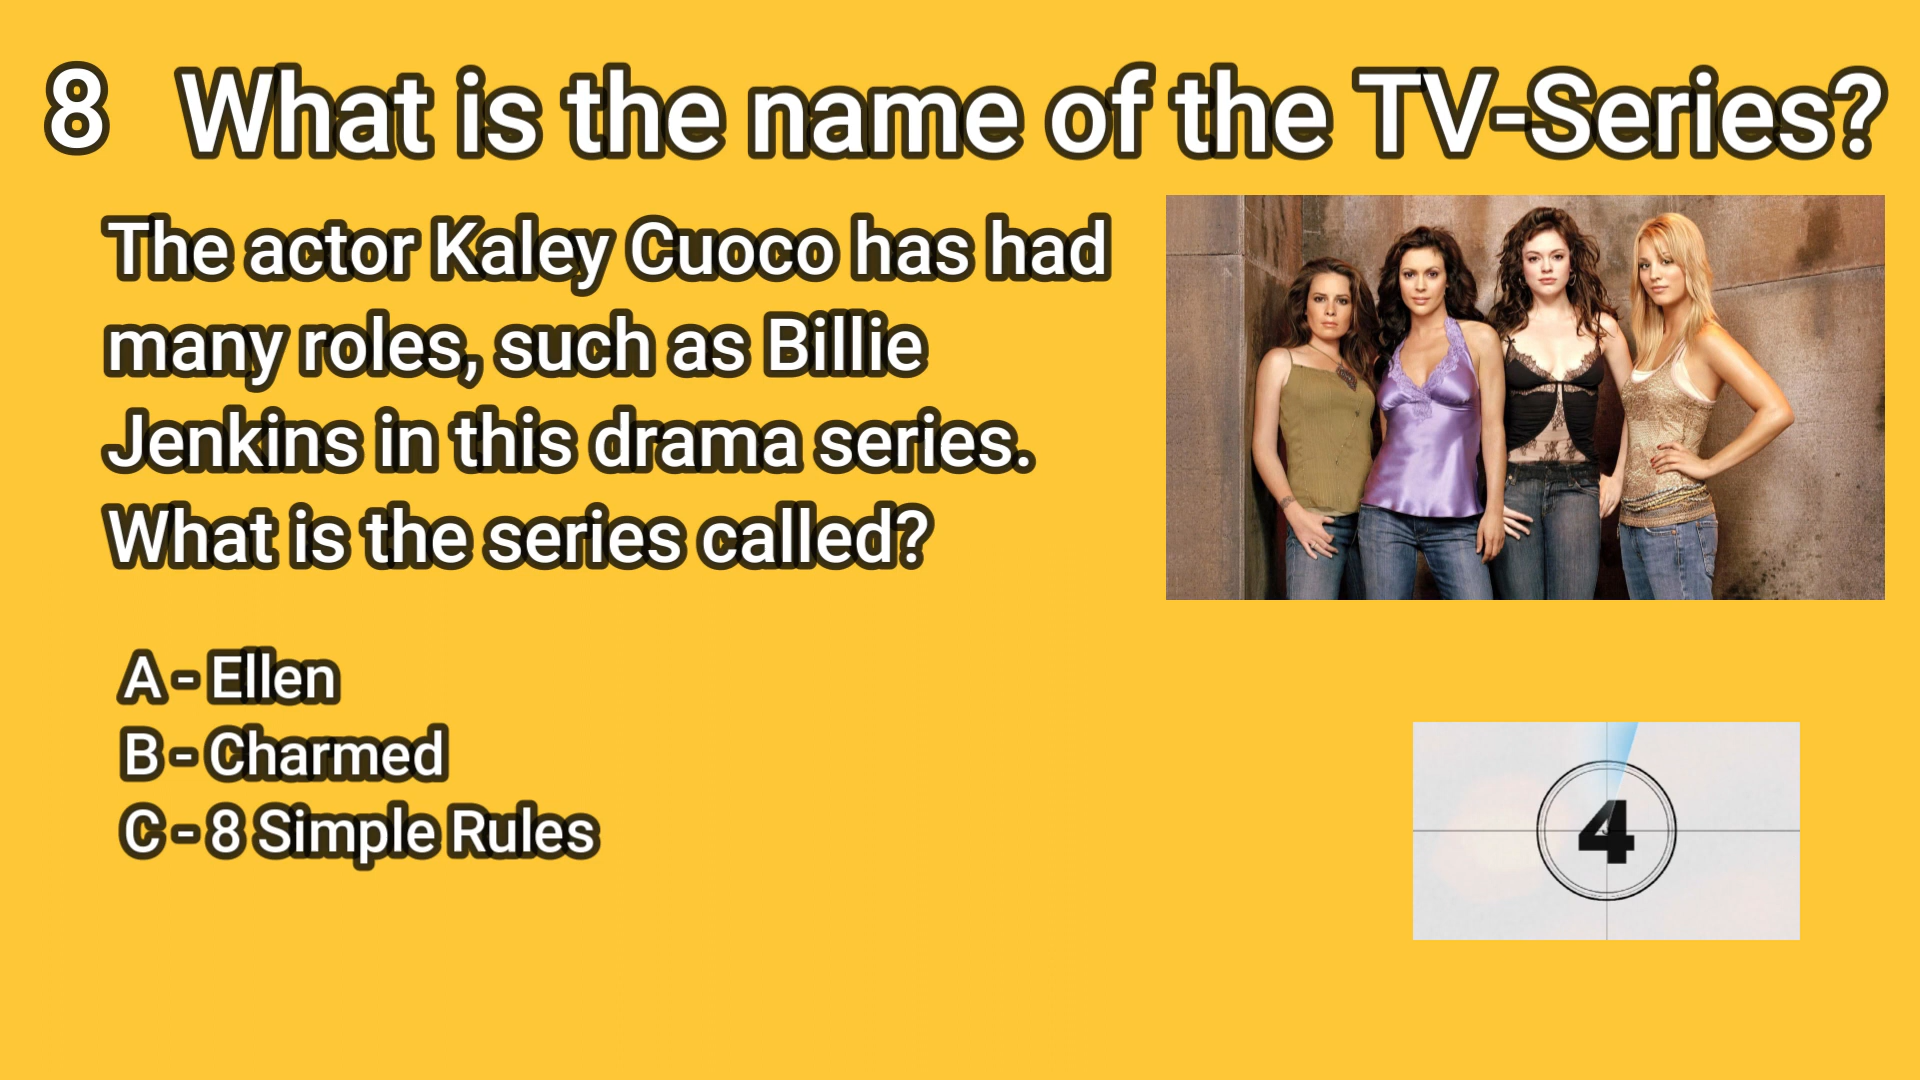 8 What is the name of the TV-Series?
The actor Kaley Cuoco has had
many roles, such as Billie
Jenkins in this drama series.
What is the series called?
A - Ellen
B - Charmed
C - 8 Simple Rules
4